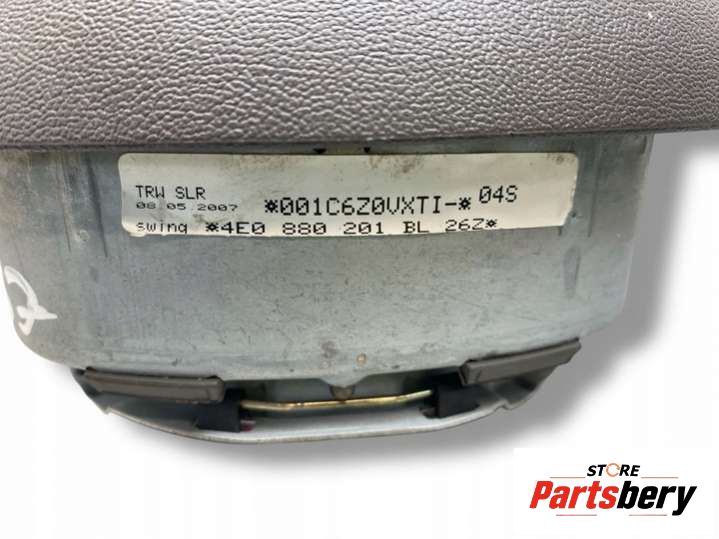 TRW SLR
08.05.2007 *001C6Z0VXTI-* 04S
swing *4E0 880 201 BL 26Z*
STORE
Partsbery